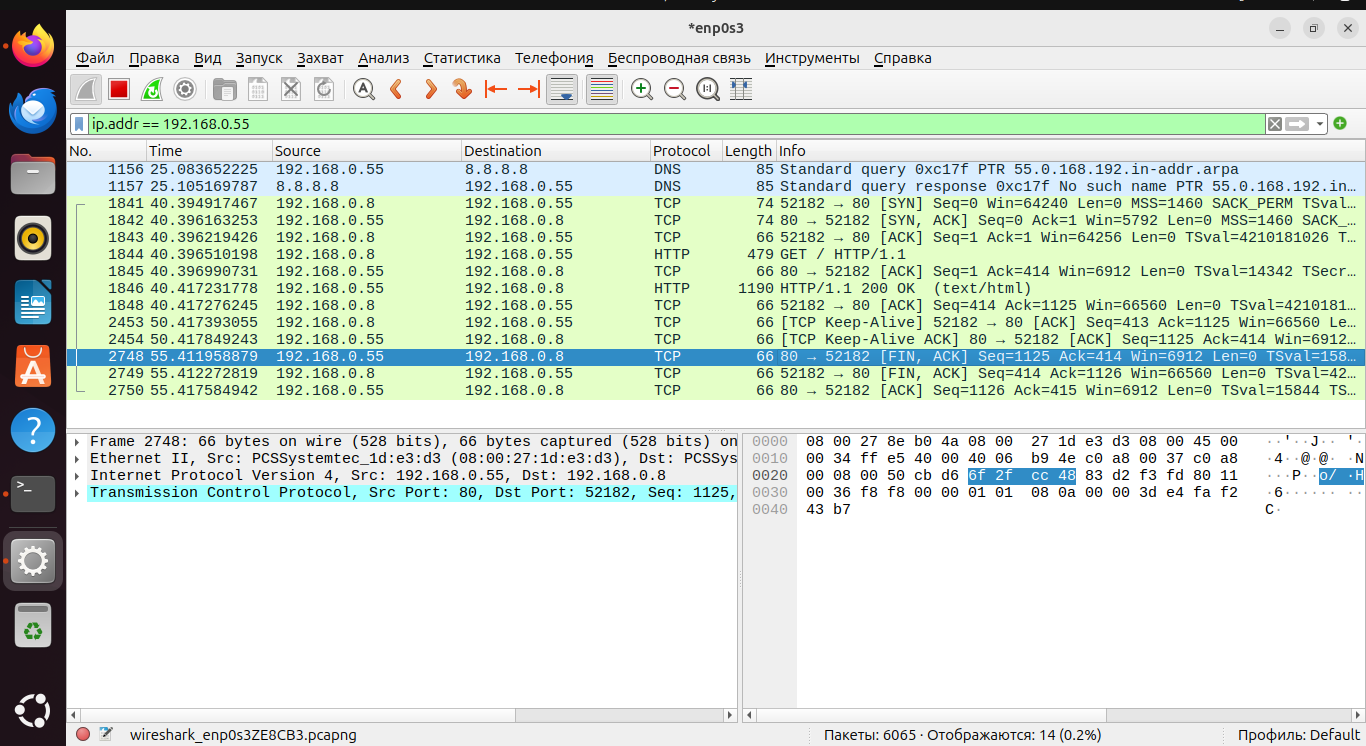 *enp0s3
Файл Правка Вид Запуск Захват Анализ Статистика Телефония Беспроводная связь Инструменты Справка
ip.addr == 192.168.0.55
No. Time Source Destination Protocol Length Info
1156 25.083652225 192.168.0.55 8.8.8.8 DNS 85 Standard query 0xc17f PTR 55.0.168.192.in-addr.arpa
1157 25.105169787 8.8.8.8 192.168.0.55 DNS 85 Standard query response 0xc17f No such name PTR 55.0.168.192.in…
1841 40.394917467 192.168.0.8 192.168.0.55 TCP 74 52182 → 80 [SYN] Seq=0 Win=64240 Len=0 MSS=1460 SACK_PERM TSval…
1842 40.396163253 192.168.0.55 192.168.0.8 TCP 74 80 → 52182 [SYN, ACK] Seq=0 Ack=1 Win=5792 Len=0 MSS=1460 SACK_…
1843 40.396219426 192.168.0.8 192.168.0.55 TCP 66 52182 → 80 [ACK] Seq=1 Ack=1 Win=64256 Len=0 TSval=4210181026 T…
1844 40.396510198 192.168.0.8 192.168.0.55 HTTP 479 GET / HTTP/1.1
1845 40.396990731 192.168.0.55 192.168.0.8 TCP 66 80 → 52182 [ACK] Seq=1 Ack=414 Win=6912 Len=0 TSval=14342 TSecr…
1846 40.417231778 192.168.0.55 192.168.0.8 HTTP 1190 HTTP/1.1 200 OK  (text/html)
1848 40.417276245 192.168.0.8 192.168.0.55 TCP 66 52182 → 80 [ACK] Seq=414 Ack=1125 Win=66560 Len=0 TSval=4210181…
2453 50.417393055 192.168.0.8 192.168.0.55 TCP 66 [TCP Keep-Alive] 52182 → 80 [ACK] Seq=413 Ack=1125 Win=66560 Le…
2454 50.417849243 192.168.0.55 192.168.0.8 TCP 66 [TCP Keep-Alive ACK] 80 → 52182 [ACK] Seq=1125 Ack=414 Win=6912…
2748 55.411958879 192.168.0.55 192.168.0.8 TCP 66 80 → 52182 [FIN, ACK] Seq=1125 Ack=414 Win=6912 Len=0 TSval=158…
2749 55.412272819 192.168.0.8 192.168.0.55 TCP 66 52182 → 80 [FIN, ACK] Seq=414 Ack=1126 Win=66560 Len=0 TSval=42…
2750 55.417584942 192.168.0.55 192.168.0.8 TCP 66 80 → 52182 [ACK] Seq=1126 Ack=415 Win=6912 Len=0 TSval=15844 TS…
Frame 2748: 66 bytes on wire (528 bits), 66 bytes captured (528 bits) on
Ethernet II, Src: PCSSystemtec_1d:e3:d3 (08:00:27:1d:e3:d3), Dst: PCSSys
Internet Protocol Version 4, Src: 192.168.0.55, Dst: 192.168.0.8
Transmission Control Protocol, Src Port: 80, Dst Port: 52182, Seq: 1125,
0000 08 00 27 8e b0 4a 08 00 27 1d e3 d3 08 00 45 00 ··'··J·· '·
0010 00 34 ff e5 40 00 40 06 b9 4e c0 a8 00 37 c0 a8 ·4··@·@· ·N
0020 00 08 00 50 cb d6 6f 2f cc 48 83 d2 f3 fd 80 11 ···P··o/ ·H
0030 00 36 f8 f8 00 00 01 01 08 0a 00 00 3d e4 fa f2 ·6······ ··
0040 43 b7 C·
wireshark_enp0s3ZE8CB3.pcapng
Пакеты: 6065 · Отображаются: 14 (0.2%)
Профиль: Default